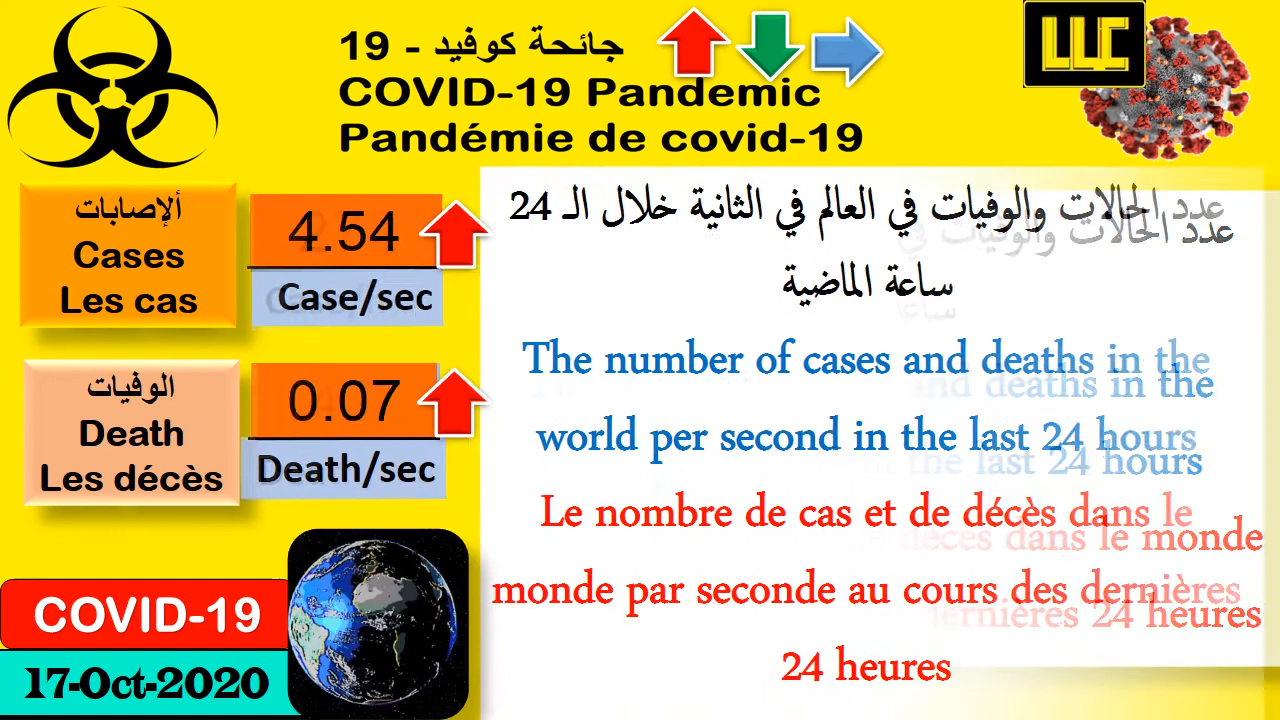 جائحة كوفيد - 19
COVID-19 Pandemic
Pandémie de covid-19
LLC
ألإصابات
Cases
Les cas
4.54
Case/sec
الوفيات
Death
Les décès
0.07
Death/sec
عدد الحالات والوفيات في العالم في الثانية خلال الـ 24
ساعة الماضية
The number of cases and deaths in the
world per second in the last 24 hours
Le nombre de cas et de décès dans le
monde par seconde au cours des dernières
24 heures
COVID-19
17-Oct-2020